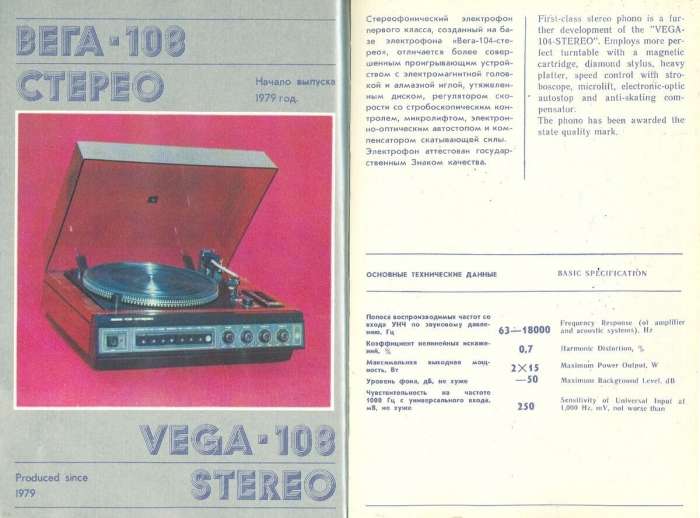 ВЕГА·108
СТЕРЕО
Начало выпуска
1979 год.
VEGA·108
STEREO
Produced since
1979
Стереофонический электрофон
первого класса, созданный на ба-
зе электрофона «Вега-104-сте-
рео», отличается более совер-
шенным проигрывающим устрой-
ством с электромагнитной голов-
кой и алмазной иглой, утяжелен-
ным диском, регулятором ско-
рости со стробоскопическим кон-
тролем, микролифтом, электрон-
но-оптическим автостопом и ком-
пенсатором скатывающей силы.
Электрофон аттестован государ-
ственным Знаком качества.
First-class stereo phono is a fur-
ther development of the "VEGA-
104-STEREO". Employs more per-
fect turntable with a magnetic
cartridge, diamond stylus, heavy
platter, speed control with stro-
boscope, microlift, electronic-optic
autostop and anti-skating com-
pensator.
The phono has been awarded the
state quality mark.
ОСНОВНЫЕ ТЕХНИЧЕСКИЕ ДАННЫЕ
BASIC SPECIFICATION
Полоса воспроизводимых частот со
входа УНЧ по звуковому давле-
нию, Гц
63—18000
Frequency Response (of amplifier
and acoustic systems), Hz
Коэффициент нелинейных искаже-
ний, %
0,7
Harmonic Distortion, %
Максимальная выходная мощ-
ность, Вт
2×15
Maximum Power Output, W
Уровень фона, дБ, не хуже
—50
Maximum Background Level, dB
Чувствительность на частоте
1000 Гц с универсального входа,
мВ, не хуже
250
Sensitivity of Universal Input at
1,000 Hz, mV, not worse than